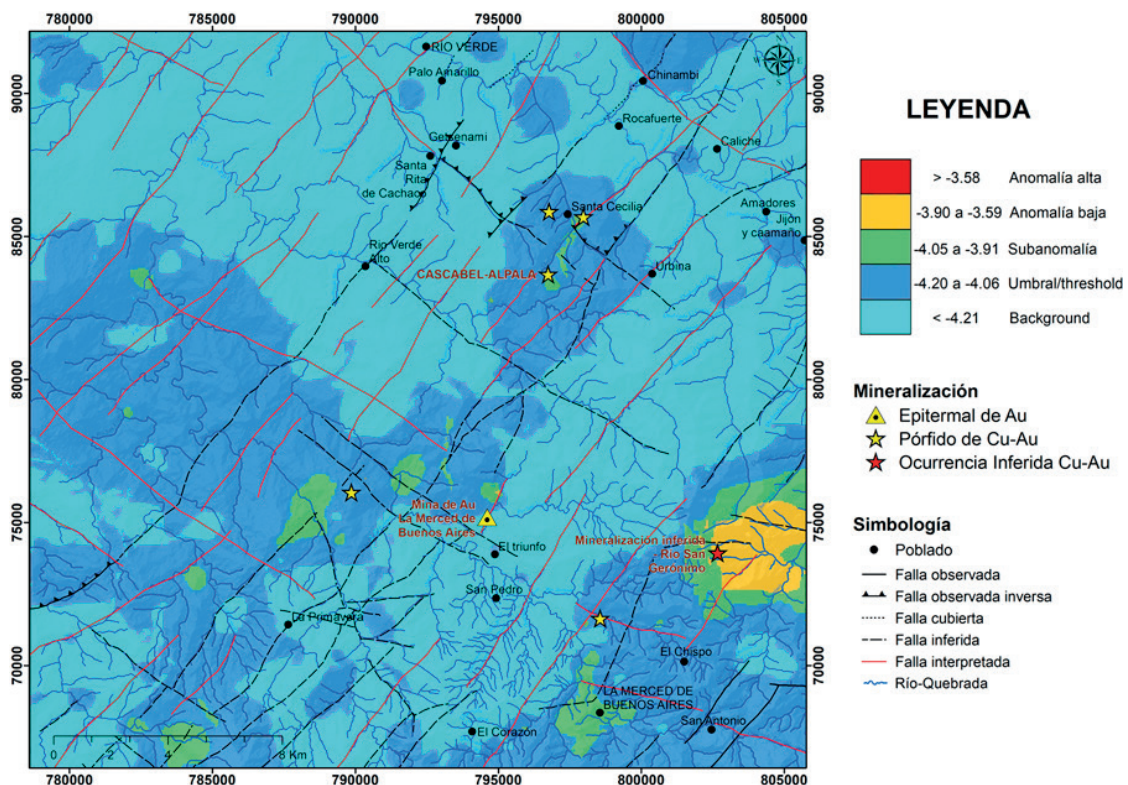 780000 785000 790000 795000 800000 805000
90000
85000
80000
75000
70000
90000
85000
80000
75000
70000
N
E
S
W
RÍO VERDE
Palo Amarillo
Chinambi
Rocafuerte
Getsenami
Caliche
Santa
Rita
de Cachaco
Santa Cecilia
Amadores
Jijón
y caamaño
Rio Verde
Alto
CASCABEL-ALPALA
Urbina
Mina de Au
La Merced de
Buenos Aires
El triunfo
Mineralización inferida
- Río San
Gerónimo
San Pedro
La Primavera
El Chispo
LA MERCED DE
BUENOS AIRES
San Antonio
El Corazón
0 2 4 8 Km
780000 785000 790000 795000 800000 805000
LEYENDA
> -3.58 Anomalía alta
-3.90 a -3.59 Anomalía baja
-4.05 a -3.91 Subanomalía
-4.20 a -4.06 Umbral/threshold
< -4.21 Background
Mineralización
Epitermal de Au
Pórfido de Cu-Au
Ocurrencia Inferida Cu-Au
Simbología
Poblado
Falla observada
Falla observada inversa
Falla cubierta
Falla inferida
Falla interpretada
Río-Quebrada